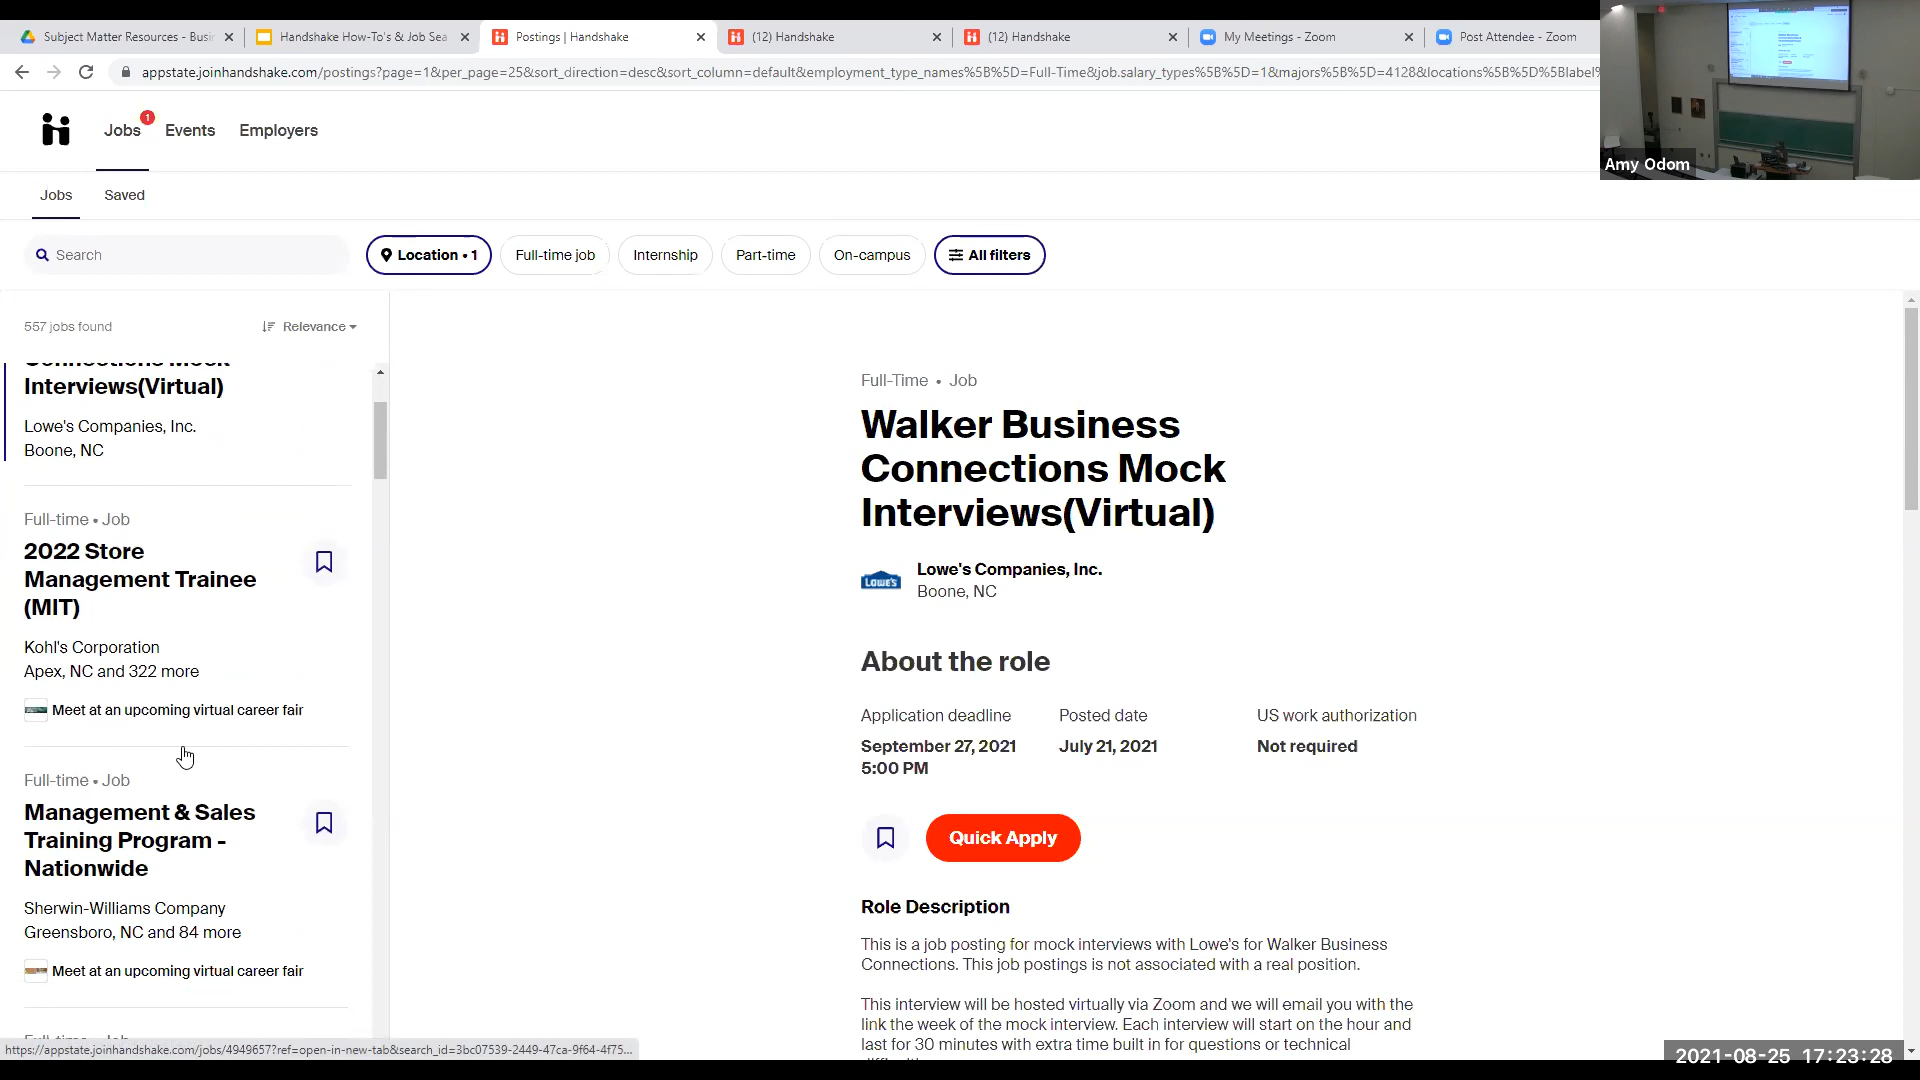 Subject Matter Resources - Busi
Handshake How-To's & Job Sea
Postings | Handshake
(12) Handshake
(12) Handshake
My Meetings - Zoom
Post Attendee - Zoom
appstate.joinhandshake.com/postings?page=1&per_page=25&sort_direction=desc&sort_column=default&employment_type_names%5B%5D=Full-Time&job.salary_types%5B%5D=1&majors%5B%5D=4128&locations%5B%5D%5Blabel%
Jobs
1
Events
Employers
Amy Odom
Jobs
Saved
Search
Location • 1
Full-time job
Internship
Part-time
On-campus
All filters
557 jobs found
Relevance
Connections Mock
Interviews(Virtual)
Lowe's Companies, Inc.
Boone, NC
Full-time • Job
2022 Store
Management Trainee
(MIT)
Kohl's Corporation
Apex, NC and 322 more
Meet at an upcoming virtual career fair
Full-time • Job
Management & Sales
Training Program -
Nationwide
Sherwin-Williams Company
Greensboro, NC and 84 more
Meet at an upcoming virtual career fair
Full-time • Job
https://appstate.joinhandshake.com/jobs/4949657?ref=open-in-new-tab&search_id=3bc07539-2449-47ca-9f64-4f75...
Full-Time • Job
Walker Business
Connections Mock
Interviews(Virtual)
LOWE'S
Lowe's Companies, Inc.
Boone, NC
About the role
Application deadline
September 27, 2021
5:00 PM
Posted date
July 21, 2021
US work authorization
Not required
Quick Apply
Role Description
This is a job posting for mock interviews with Lowe's for Walker Business
Connections. This job postings is not associated with a real position.
This interview will be hosted virtually via Zoom and we will email you with the
link the week of the mock interview. Each interview will start on the hour and
last for 30 minutes with extra time built in for questions or technical
2021-08-25 17:23:28